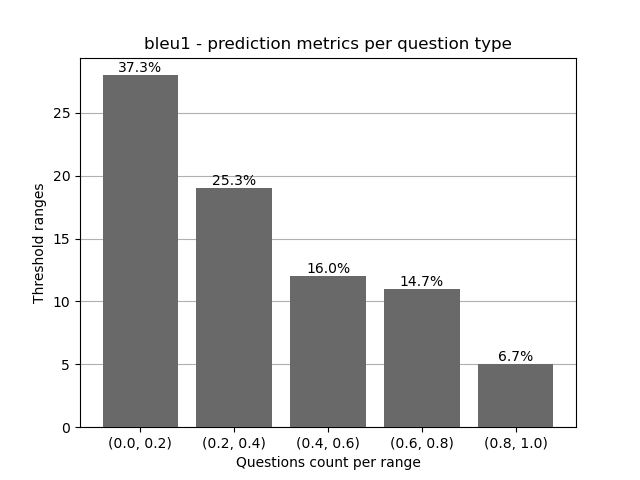 bleu1 - prediction metrics per question type
37.3%
25.3%
16.0%
14.7%
6.7%
25
20
15
10
5
0
Threshold ranges
(0.0, 0.2) (0.2, 0.4) (0.4, 0.6) (0.6, 0.8) (0.8, 1.0)
Questions count per range